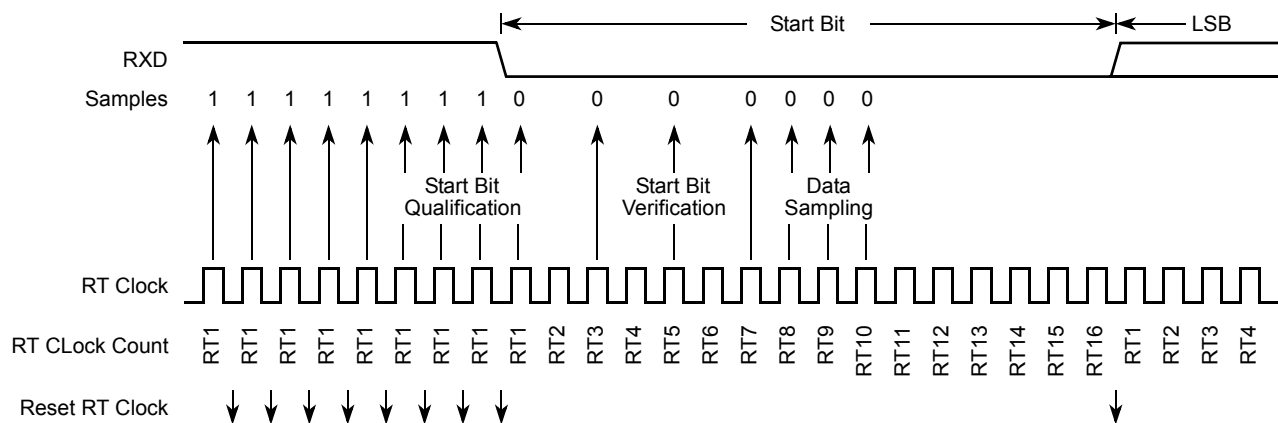 Start Bit LSB
RXD
Samples 1 1 1 1 1 1 1 1 0 0 0 0 0 0 0
Start Bit Qualification
Start Bit Verification
Data Sampling
RT Clock
RT CLock Count RT1 RT1 RT1 RT1 RT1 RT1 RT1 RT1 RT1 RT2 RT3 RT4 RT5 RT6 RT7 RT8 RT9 RT10 RT11 RT12 RT13 RT14 RT15 RT16 RT1 RT2 RT3 RT4
Reset RT Clock